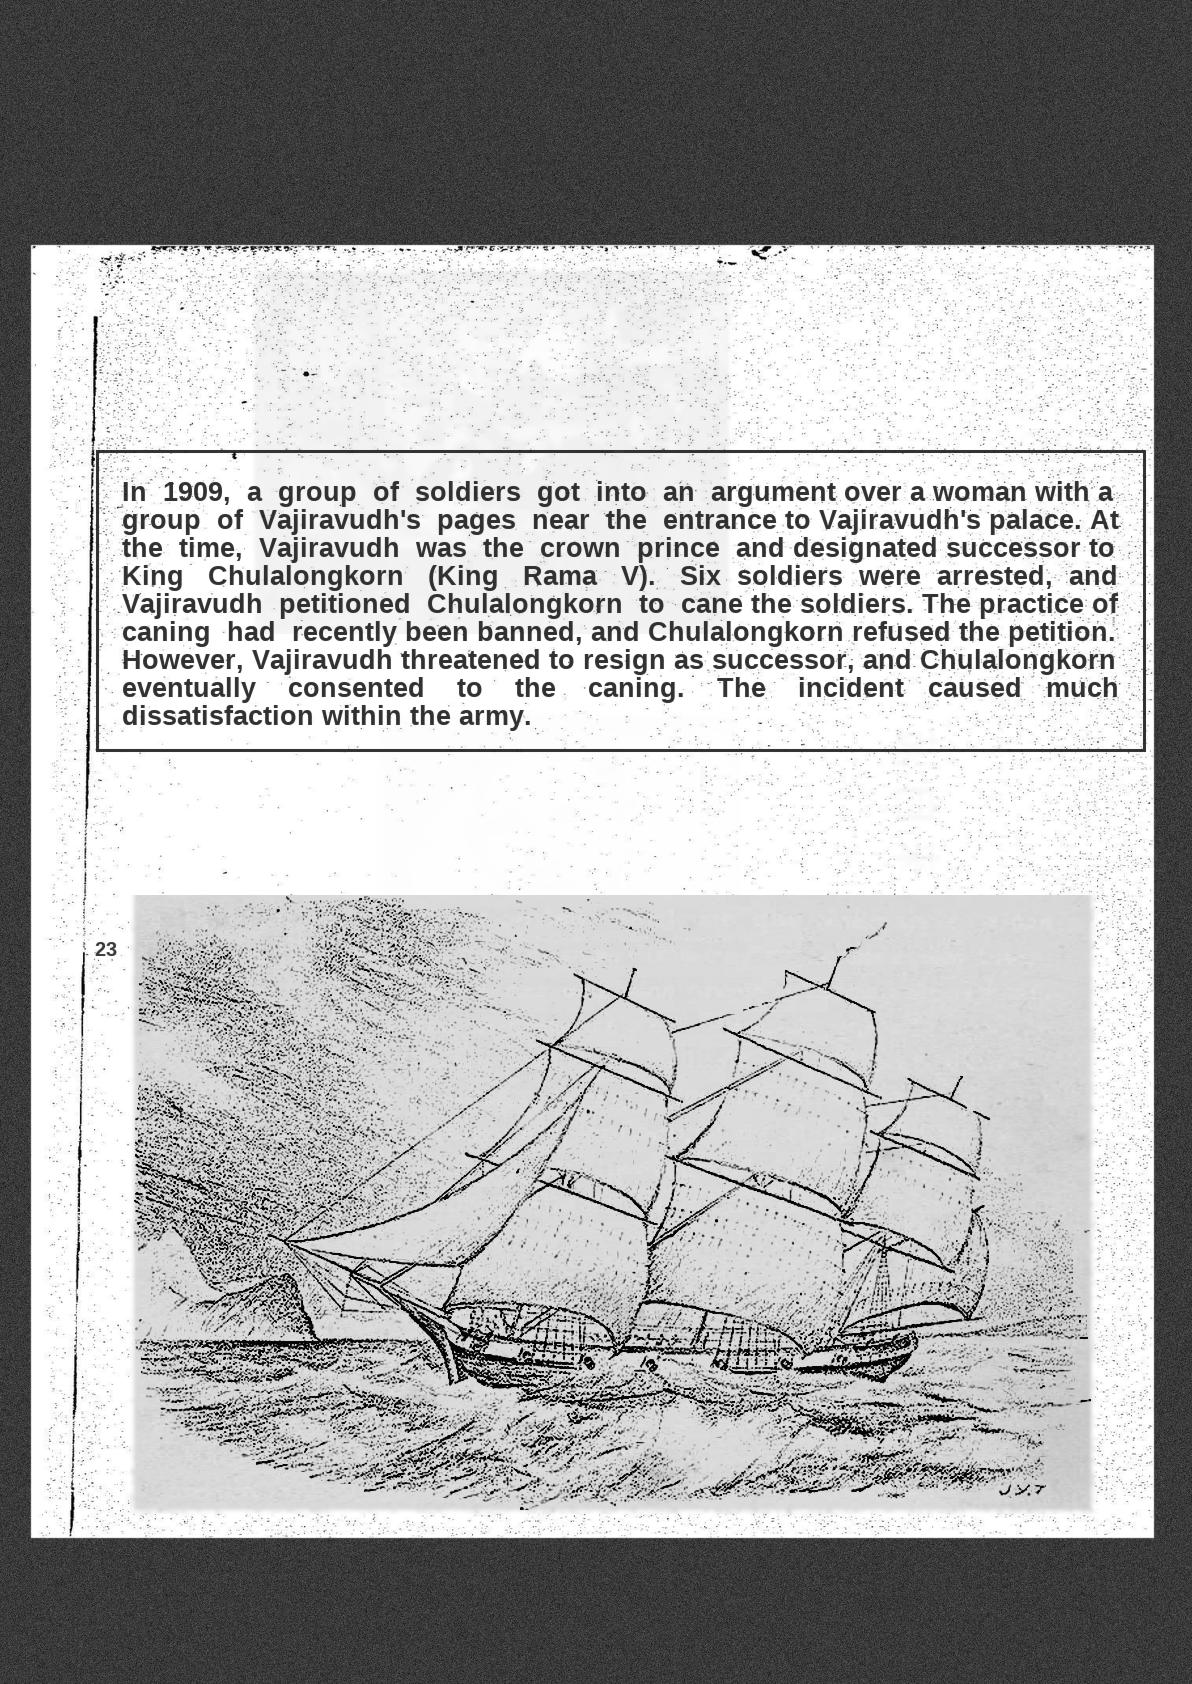 In 1909, a group of soldiers got into an argument over a woman with a
group of Vajiravudh's pages near the entrance to Vajiravudh's palace. At
the time, Vajiravudh was the crown prince and designated successor to
King Chulalongkorn (King Rama V). Six soldiers were arrested, and
Vajiravudh petitioned Chulalongkorn to cane the soldiers. The practice of
caning had recently been banned, and Chulalongkorn refused the petition.
However, Vajiravudh threatened to resign as successor, and Chulalongkorn
eventually consented to the caning. The incident caused much
dissatisfaction within the army.
23
J.Y.T